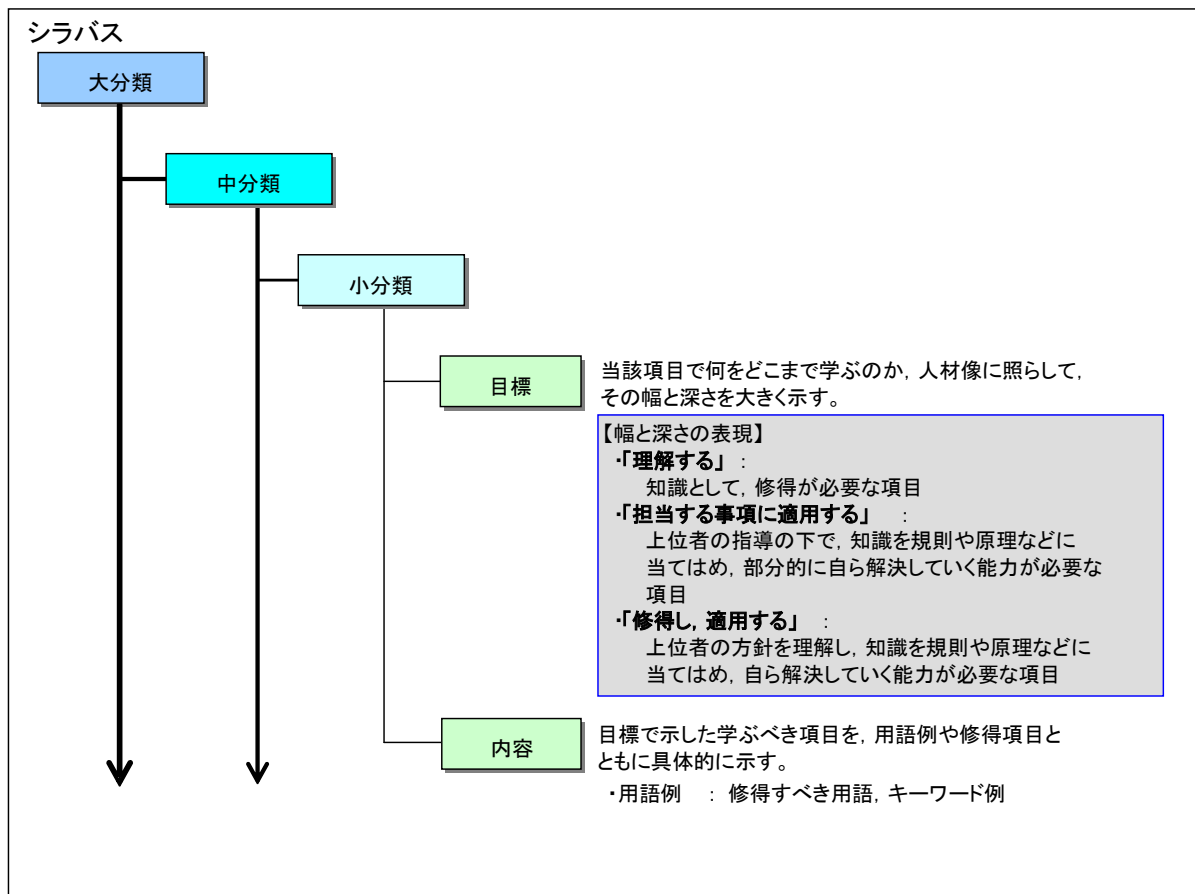 シラバス
大分類
中分類
小分類
目標
当該項目で何をどこまで学ぶのか，人材像に照らして，
その幅と深さを大きく示す。
【幅と深さの表現】
・「理解する」 ：
知識として，修得が必要な項目
・「担当する事項に適用する」 ：
上位者の指導の下で，知識を規則や原理などに
当てはめ，部分的に自ら解決していく能力が必要な
項目
・「修得し，適用する」 ：
上位者の方針を理解し，知識を規則や原理などに
当てはめ，自ら解決していく能力が必要な項目
内容
目標で示した学ぶべき項目を，用語例や修得項目と
ともに具体的に示す。
・用語例 ： 修得すべき用語，キーワード例